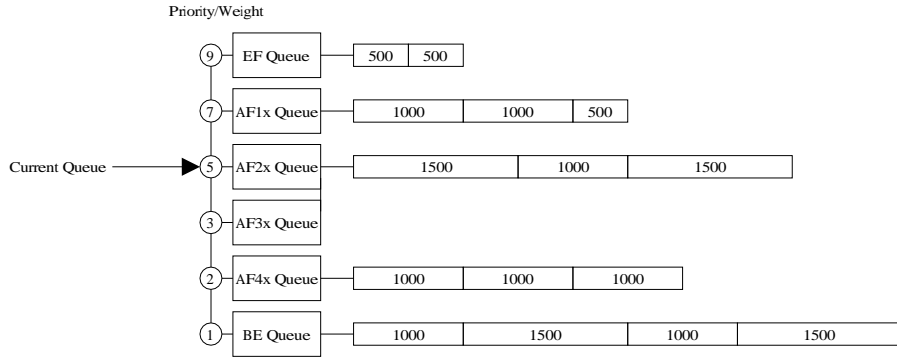 Priority/Weight
9 EF Queue 500 500
7 AF1x Queue 1000 1000 500
Current Queue 5 AF2x Queue 1500 1000 1500
3 AF3x Queue
2 AF4x Queue 1000 1000 1000
1 BE Queue 1000 1500 1000 1500